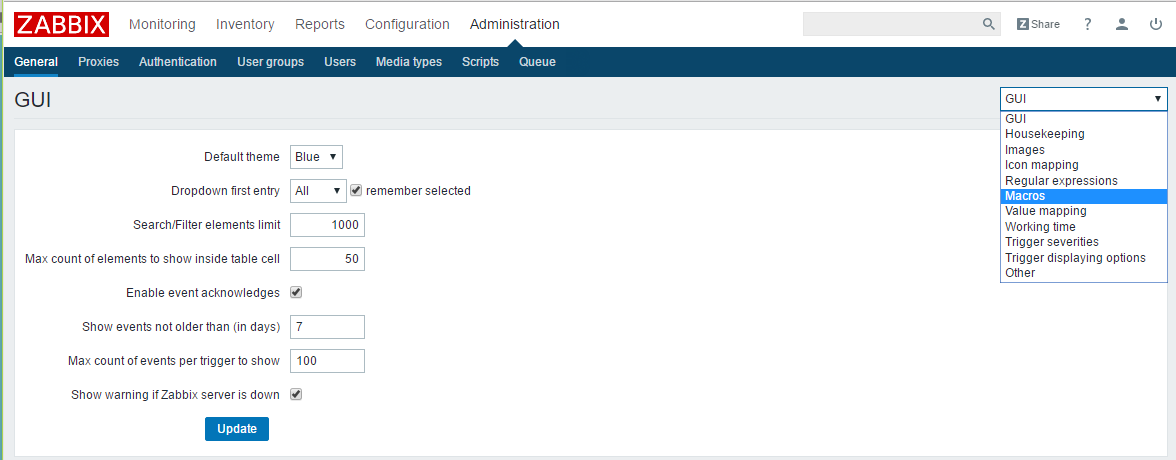 ZABBIX Monitoring Inventory Reports Configuration Administration Z Share ?
General Proxies Authentication User groups Users Media types Scripts Queue
GUI GUI
GUI
Housekeeping
Images
Icon mapping
Regular expressions
Macros
Value mapping
Working time
Trigger severities
Trigger displaying options
Other
Default theme Blue
Dropdown first entry All remember selected
Search/Filter elements limit 1000
Max count of elements to show inside table cell 50
Enable event acknowledges
Show events not older than (in days) 7
Max count of events per trigger to show 100
Show warning if Zabbix server is down
Update